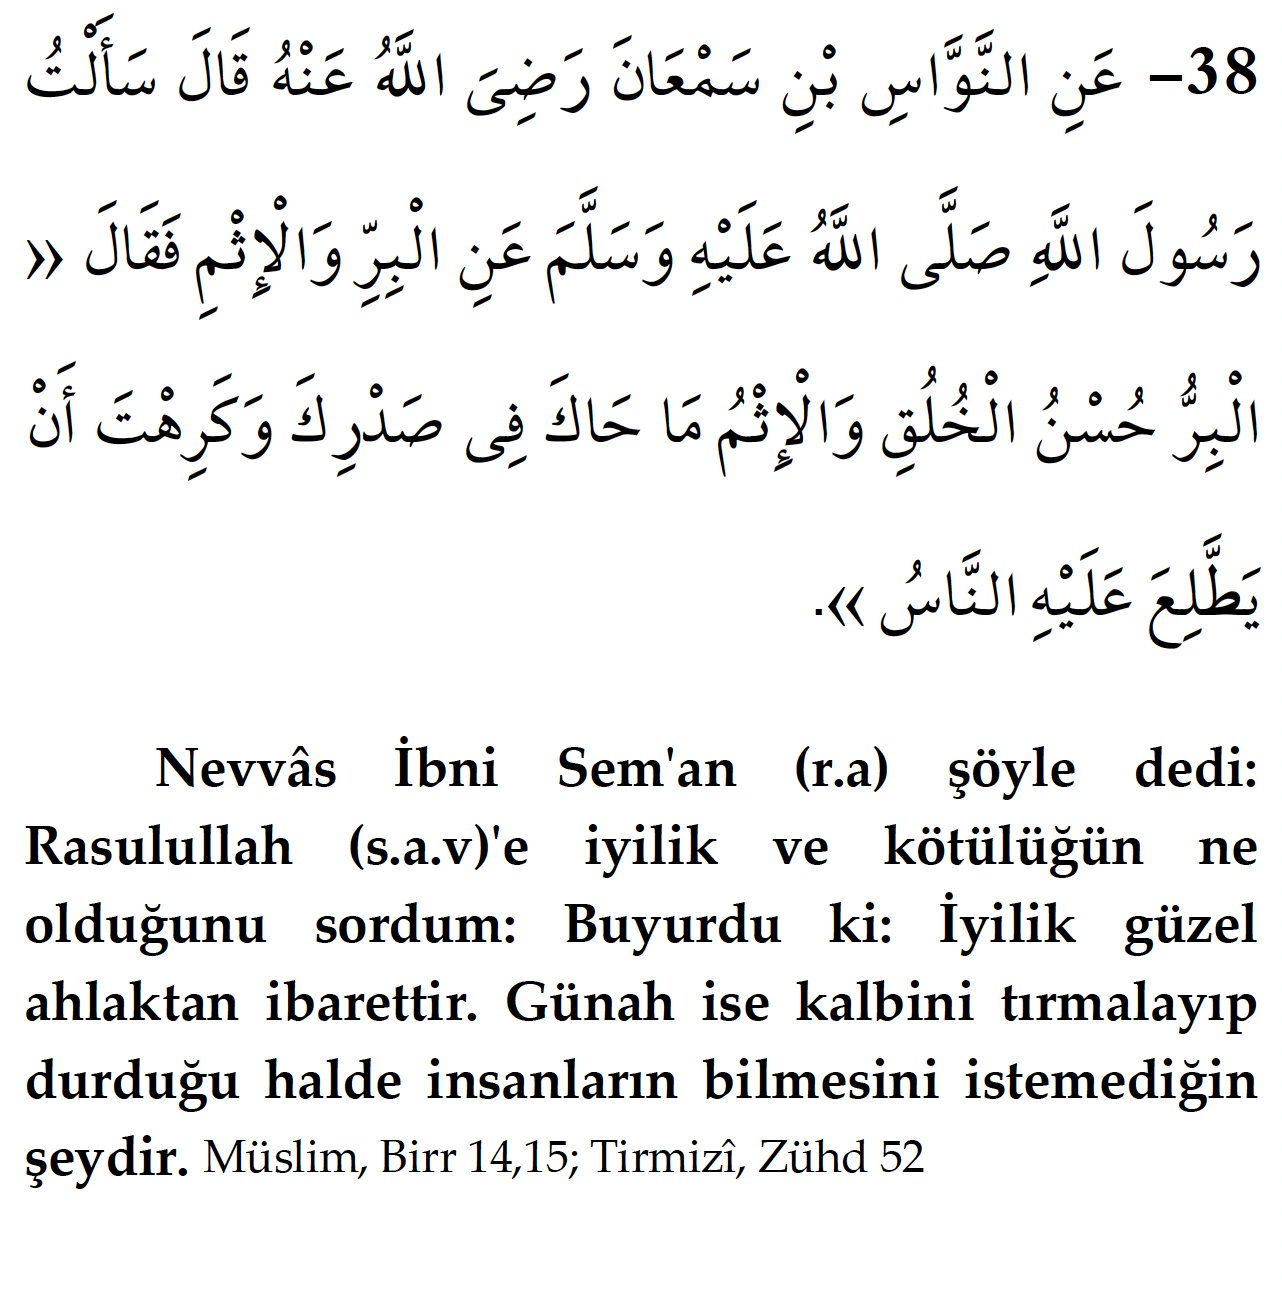 38– عَنِ النَّوَّاسِ بْنِ سَمْعَانَ رَضِىَ اللَّهُ عَنْهُ قَالَ سَأَلْتُ
رَسُولَ اللَّهِ صَلَّى اللَّهُ عَلَيْهِ وَسَلَّمَ عَنِ الْبِرِّ وَالْإِثْمِ فَقَالَ «
الْبِرُّ حُسْنُ الْخُلُقِ وَالْإِثْمُ مَا حَاكَ فِى صَدْرِكَ وَكَرِهْتَ أَنْ
يَطَّلِعَ عَلَيْهِ النَّاسُ ».
Nevvâs İbni Sem'an (r.a) şöyle dedi:
Rasulullah (s.a.v)'e iyilik ve kötülüğün ne
olduğunu sordum: Buyurdu ki: İyilik güzel
ahlaktan ibarettir. Günah ise kalbini tırmalayıp
durduğu halde insanların bilmesini istemediğin
şeydir. Müslim, Birr 14,15; Tirmizî, Zühd 52